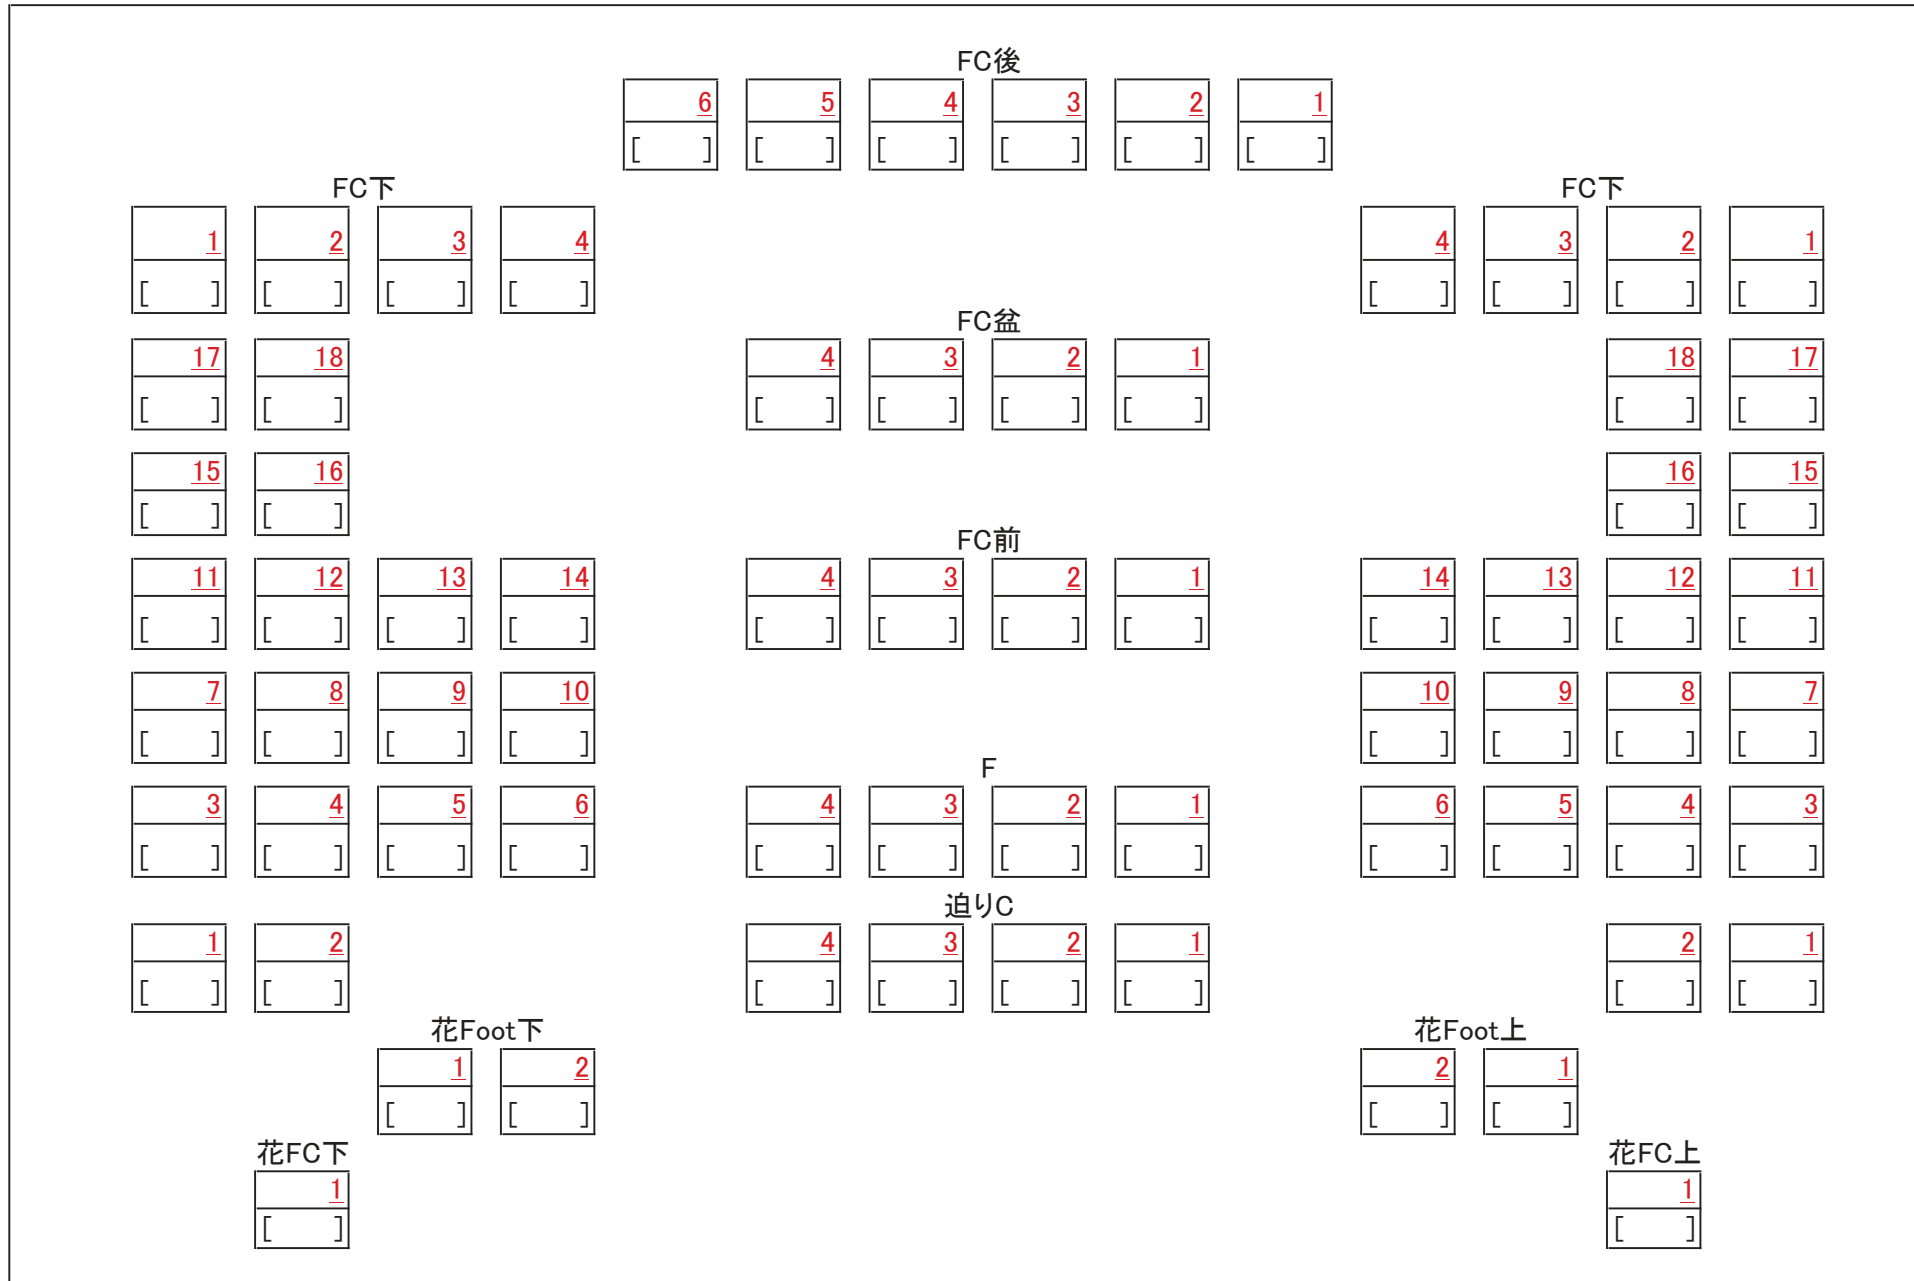 FC後
6 5 4 3 2 1
[ ] [ ] [ ] [ ] [ ] [ ]
FC下 FC下
1 2 3 4 4 3 2 1
[ ] [ ] [ ] [ ] [ ] [ ] [ ] [ ]
FC盆
17 18 4 3 2 1 18 17
[ ] [ ] [ ] [ ] [ ] [ ] [ ] [ ]
15 16 16 15
[ ] [ ] [ ] [ ]
FC前
11 12 13 14 4 3 2 1 14 13 12 11
[ ] [ ] [ ] [ ] [ ] [ ] [ ] [ ] [ ] [ ] [ ] [ ]
7 8 9 10 10 9 8 7
[ ] [ ] [ ] [ ] [ ] [ ] [ ] [ ]
F
3 4 5 6 4 3 2 1 6 5 4 3
[ ] [ ] [ ] [ ] [ ] [ ] [ ] [ ] [ ] [ ] [ ] [ ]
迫りC
1 2 4 3 2 1 2 1
[ ] [ ] [ ] [ ] [ ] [ ] [ ] [ ]
花Foot下 花Foot上
1 2 2 1
[ ] [ ] [ ] [ ]
花FC下 花FC上
1 1
[ ] [ ]